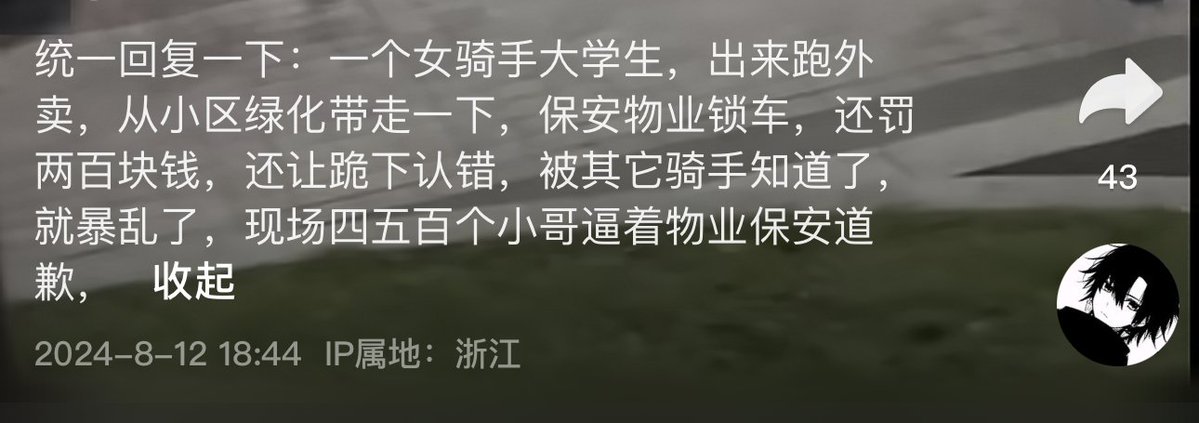 统一回复一下：一个女骑手大学生，出来跑外
卖，从小区绿化带走一下，保安物业锁车，还罚
两百块钱，还让跪下认错，被其它骑手知道了，
就暴乱了，现场四五百个小哥逼着物业保安道
歉， 收起
43
2024-8-12 18:44 IP属地：浙江